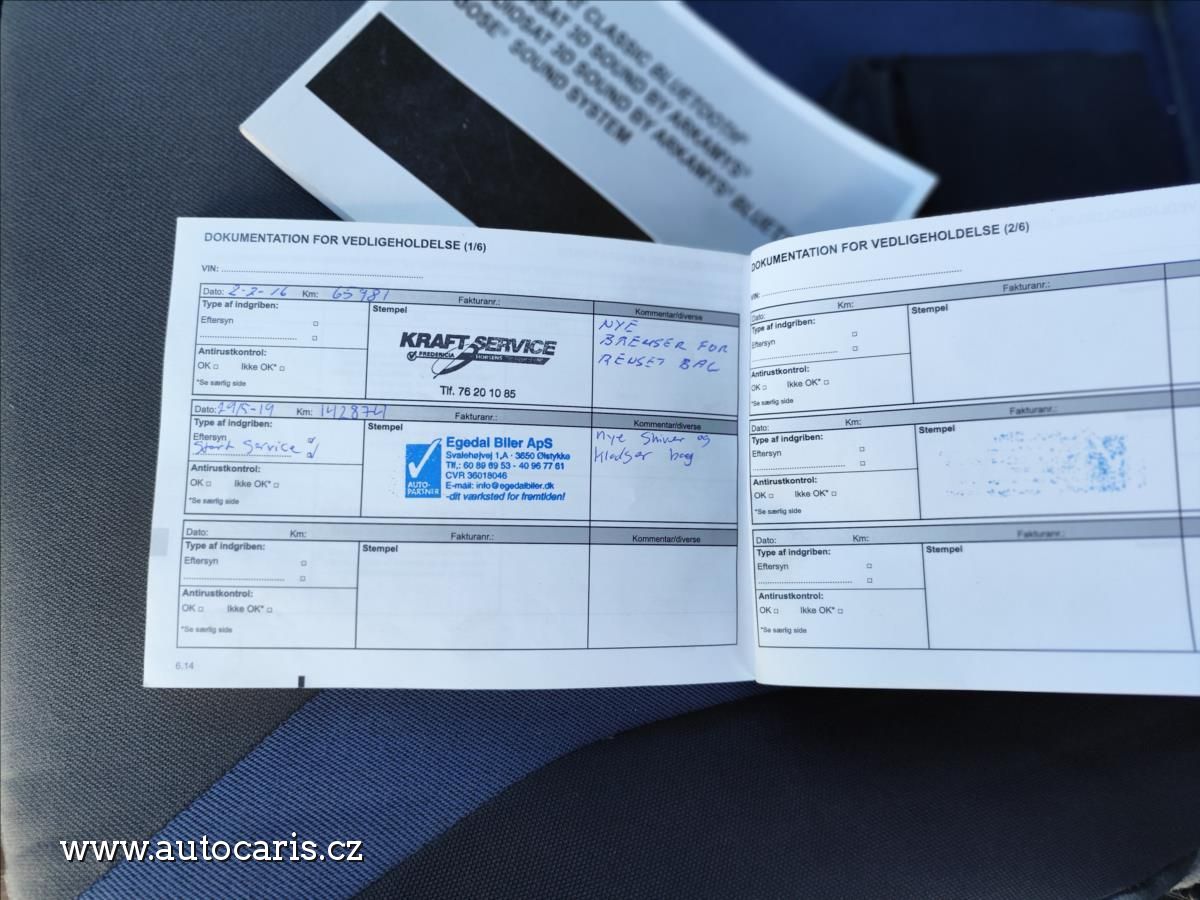 CLASSIC BLUETOOTH®
3D SOUND BY ARKAMYS®
3D SOUND BY ARKAMYS® BLUET
BOSE® SOUND SYSTEM
DOKUMENTATION FOR VEDLIGEHOLDELSE (1/6)
VIN:
Dato: 2-2-16 Km: 65981 Fakturanr.:
Type af indgriben:
Stempel
Kommentar/diverse
Eftersyn
Antirustkontrol:
OK Ikke OK*
*Se særlig side
KRAFT SERVICE
FREDERICIA HORSENS
Tlf. 76 20 10 85
NYE
BREMSER FOR
RENSET BAG
Dato: 29/5-19 Km: 142874 Fakturanr.:
Type af indgriben:
Stempel
Kommentar/diverse
Eftersyn
Stort Service
Antirustkontrol:
OK Ikke OK*
*Se særlig side
AUTO-
PARTNER
Egedal Biler ApS
Svalehøjvej 1,A · 3650 Ølstykke
Tlf,: 60 89 69 53 - 40 96 77 61
CVR 36018046
E-mail: info@egedalbiler.dk
-dit værksted for fremtiden!
Nye Skiver og
Klodser bag
Dato: Km: Fakturanr.:
Type af indgriben:
Stempel
Kommentar/diverse
Eftersyn
Antirustkontrol:
OK Ikke OK*
*Se særlig side
6.14
DOKUMENTATION FOR VEDLIGEHOLDELSE (2/6)
VIN:
Dato: Km: Fakturanr.:
Type af indgriben:
Stempel
Eftersyn
Antirustkontrol:
OK Ikke OK*
*Se særlig side
Dato: Km: Fakturanr.:
Type af indgriben:
Stempel
Eftersyn
Antirustkontrol:
OK Ikke OK*
*Se særlig side
Dato: Km: Fakturanr.:
Type af indgriben:
Stempel
Eftersyn
Antirustkontrol:
OK Ikke OK*
*Se særlig side
www.autocaris.cz